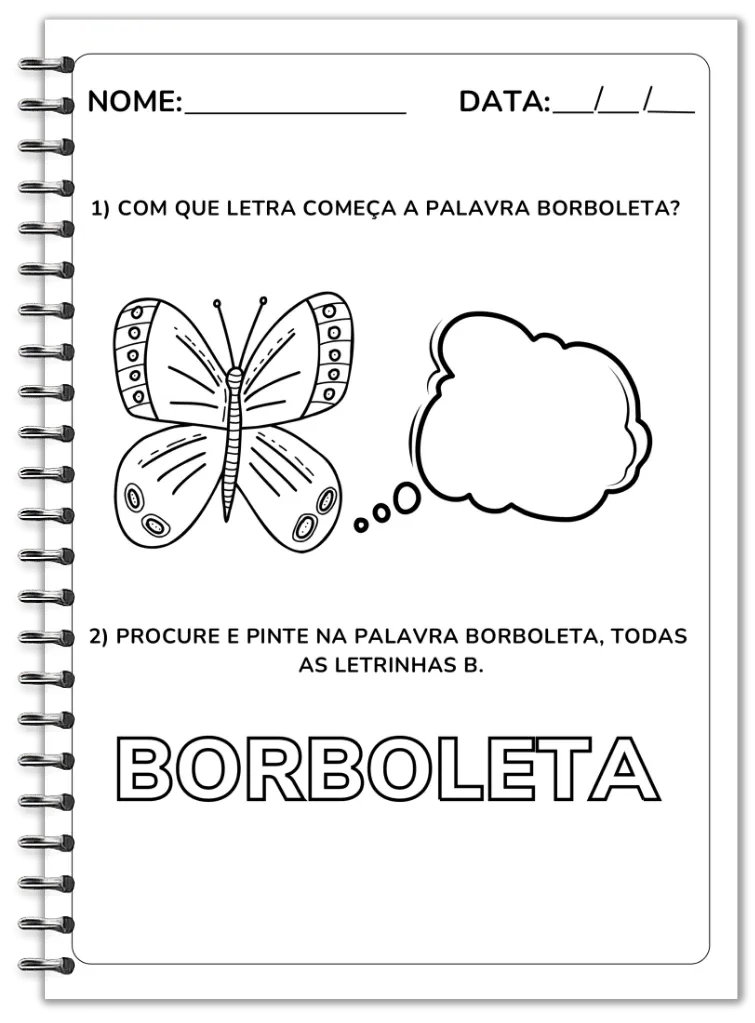 NOME:________________ DATA:___/___/___
1) COM QUE LETRA COMEÇA A PALAVRA BORBOLETA?
2) PROCURE E PINTE NA PALAVRA BORBOLETA, TODAS
AS LETRINHAS B.
BORBOLETA